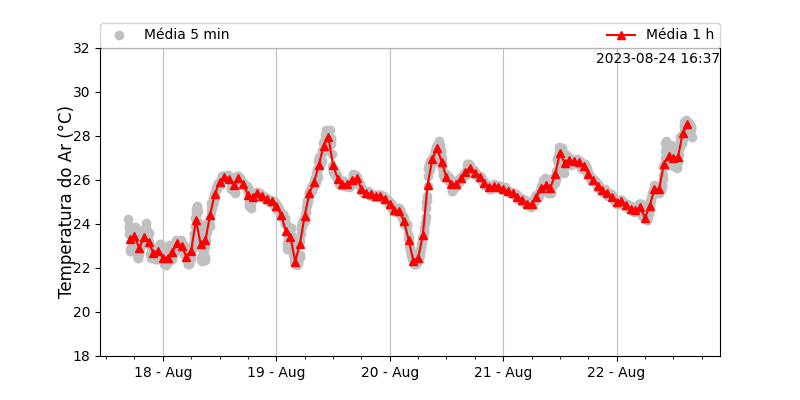 Média 5 min
Média 1 h
2023-08-24 16:37
Temperatura do Ar (°C)
32
30
28
26
24
22
20
18
18 - Aug
19 - Aug
20 - Aug
21 - Aug
22 - Aug